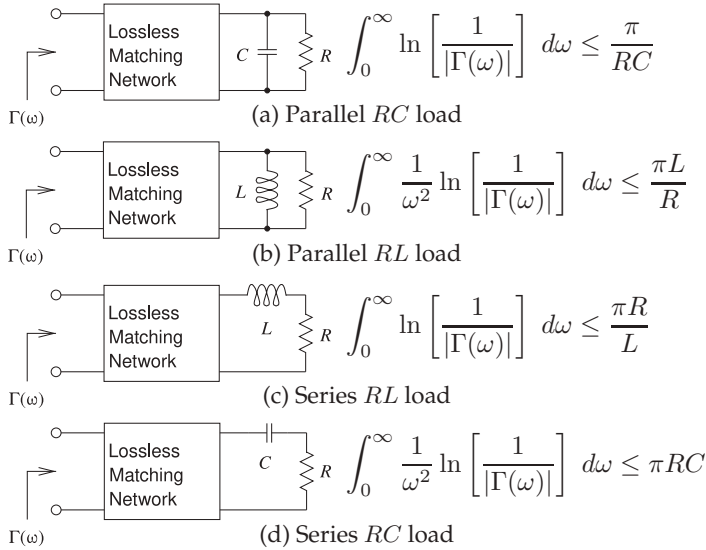 Lossless
Matching
Network
C
R
Γ(ω)
∫₀^∞ ln [ 1 / |Γ(ω)| ] dω ≤ π / RC
(a) Parallel RC load
Lossless
Matching
Network
L
R
Γ(ω)
∫₀^∞ 1/ω² ln [ 1 / |Γ(ω)| ] dω ≤ πL / R
(b) Parallel RL load
Lossless
Matching
Network
L
R
Γ(ω)
∫₀^∞ ln [ 1 / |Γ(ω)| ] dω ≤ πR / L
(c) Series RL load
Lossless
Matching
Network
C
R
Γ(ω)
∫₀^∞ 1/ω² ln [ 1 / |Γ(ω)| ] dω ≤ πRC
(d) Series RC load